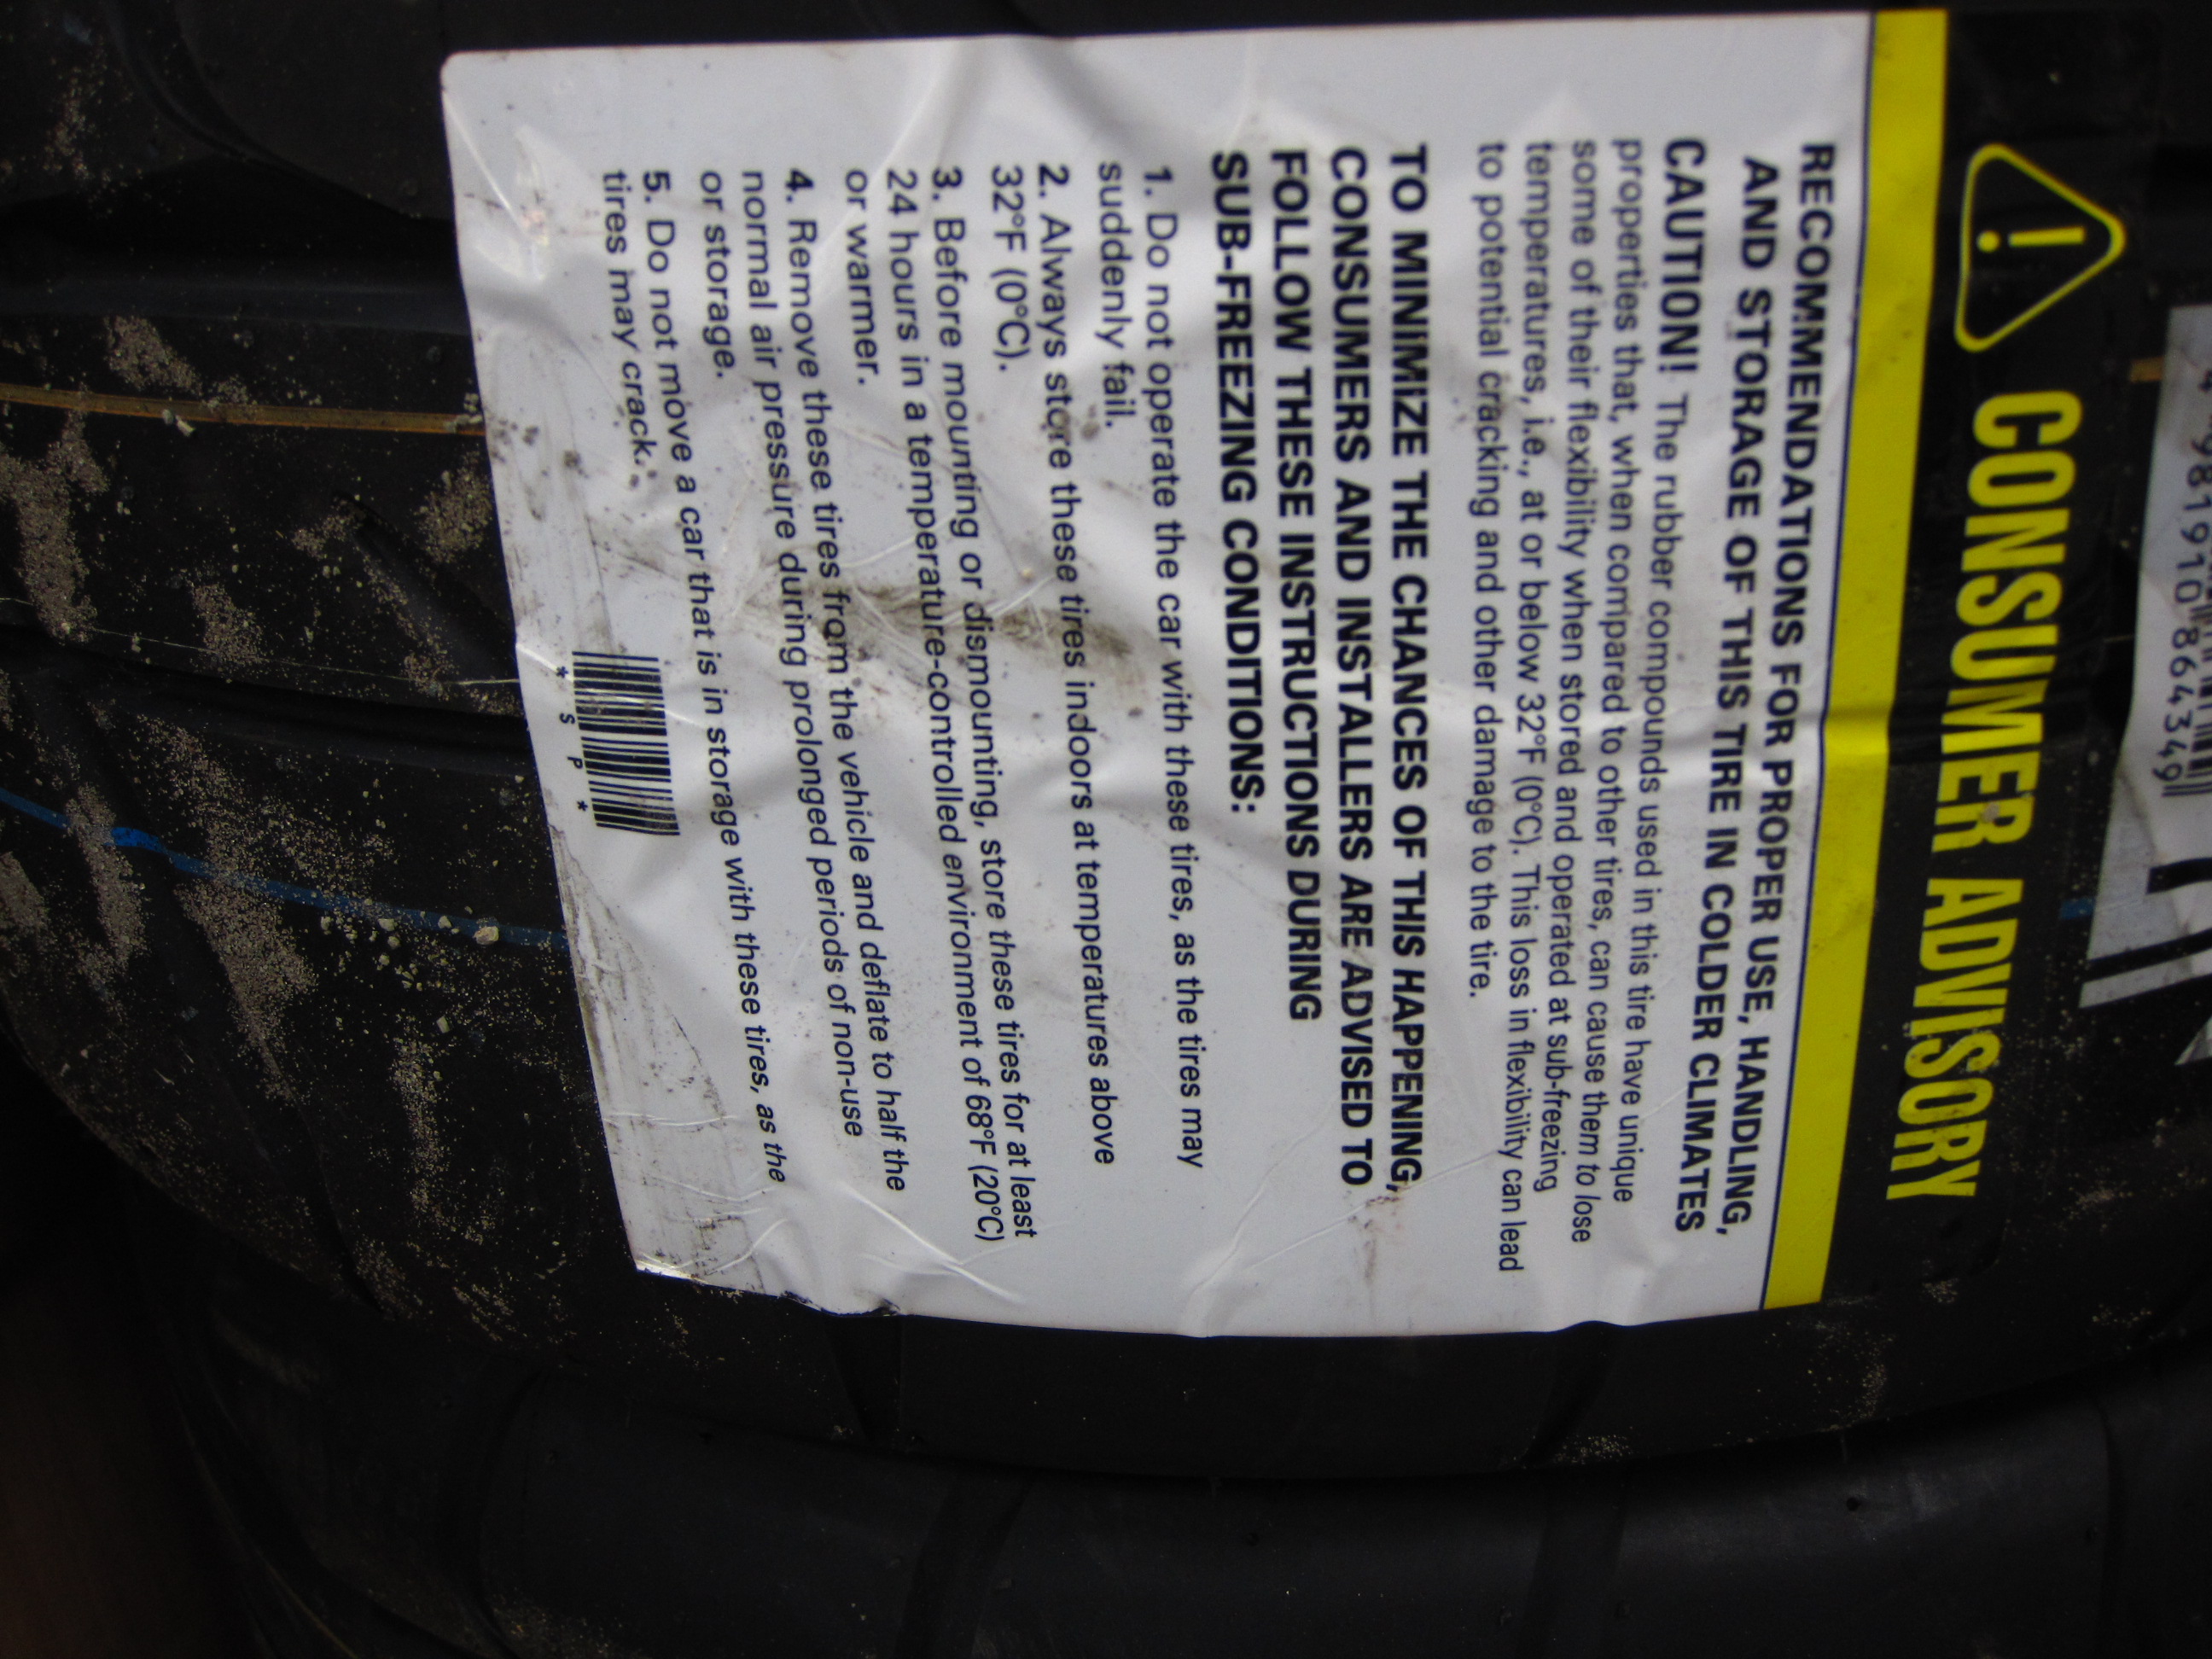 4981910864349
! CONSUMER ADVISORY
RECOMMENDATIONS FOR PROPER USE, HANDLING,
AND STORAGE OF THIS TIRE IN COLDER CLIMATES
CAUTION! The rubber compounds used in this tire have unique
properties that, when compared to other tires, can cause them to lose
some of their flexibility when stored and operated at sub-freezing
temperatures, i.e., at or below 32°F (0°C). This loss in flexibility can lead
to potential cracking and other damage to the tire.
TO MINIMIZE THE CHANCES OF THIS HAPPENING,
CONSUMERS AND INSTALLERS ARE ADVISED TO
FOLLOW THESE INSTRUCTIONS DURING
SUB-FREEZING CONDITIONS:
1. Do not operate the car with these tires, as the tires may
suddenly fail.
2. Always store these tires indoors at temperatures above
32°F (0°C).
3. Before mounting or dismounting, store these tires for at least
24 hours in a temperature-controlled environment of 68°F (20°C)
or warmer.
4. Remove these tires from the vehicle and deflate to half the
normal air pressure during prolonged periods of non-use
or storage.
5. Do not move a car that is in storage with these tires, as the
tires may crack.
* S P *